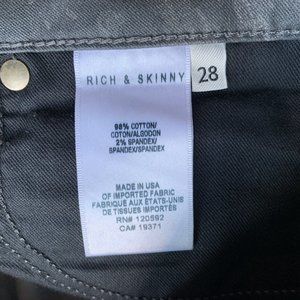 RICH & SKINNY
28
98% COTTON/
COTON/ALGODON
2% SPANDEX/
SPANDEX/SPANDEX
MADE IN USA
OF IMPORTED FABRIC
FABRIQUE AUX ÉTATS-UNIS
DE TISSUES IMPORTÉS
RN# 120592
CA# 19371